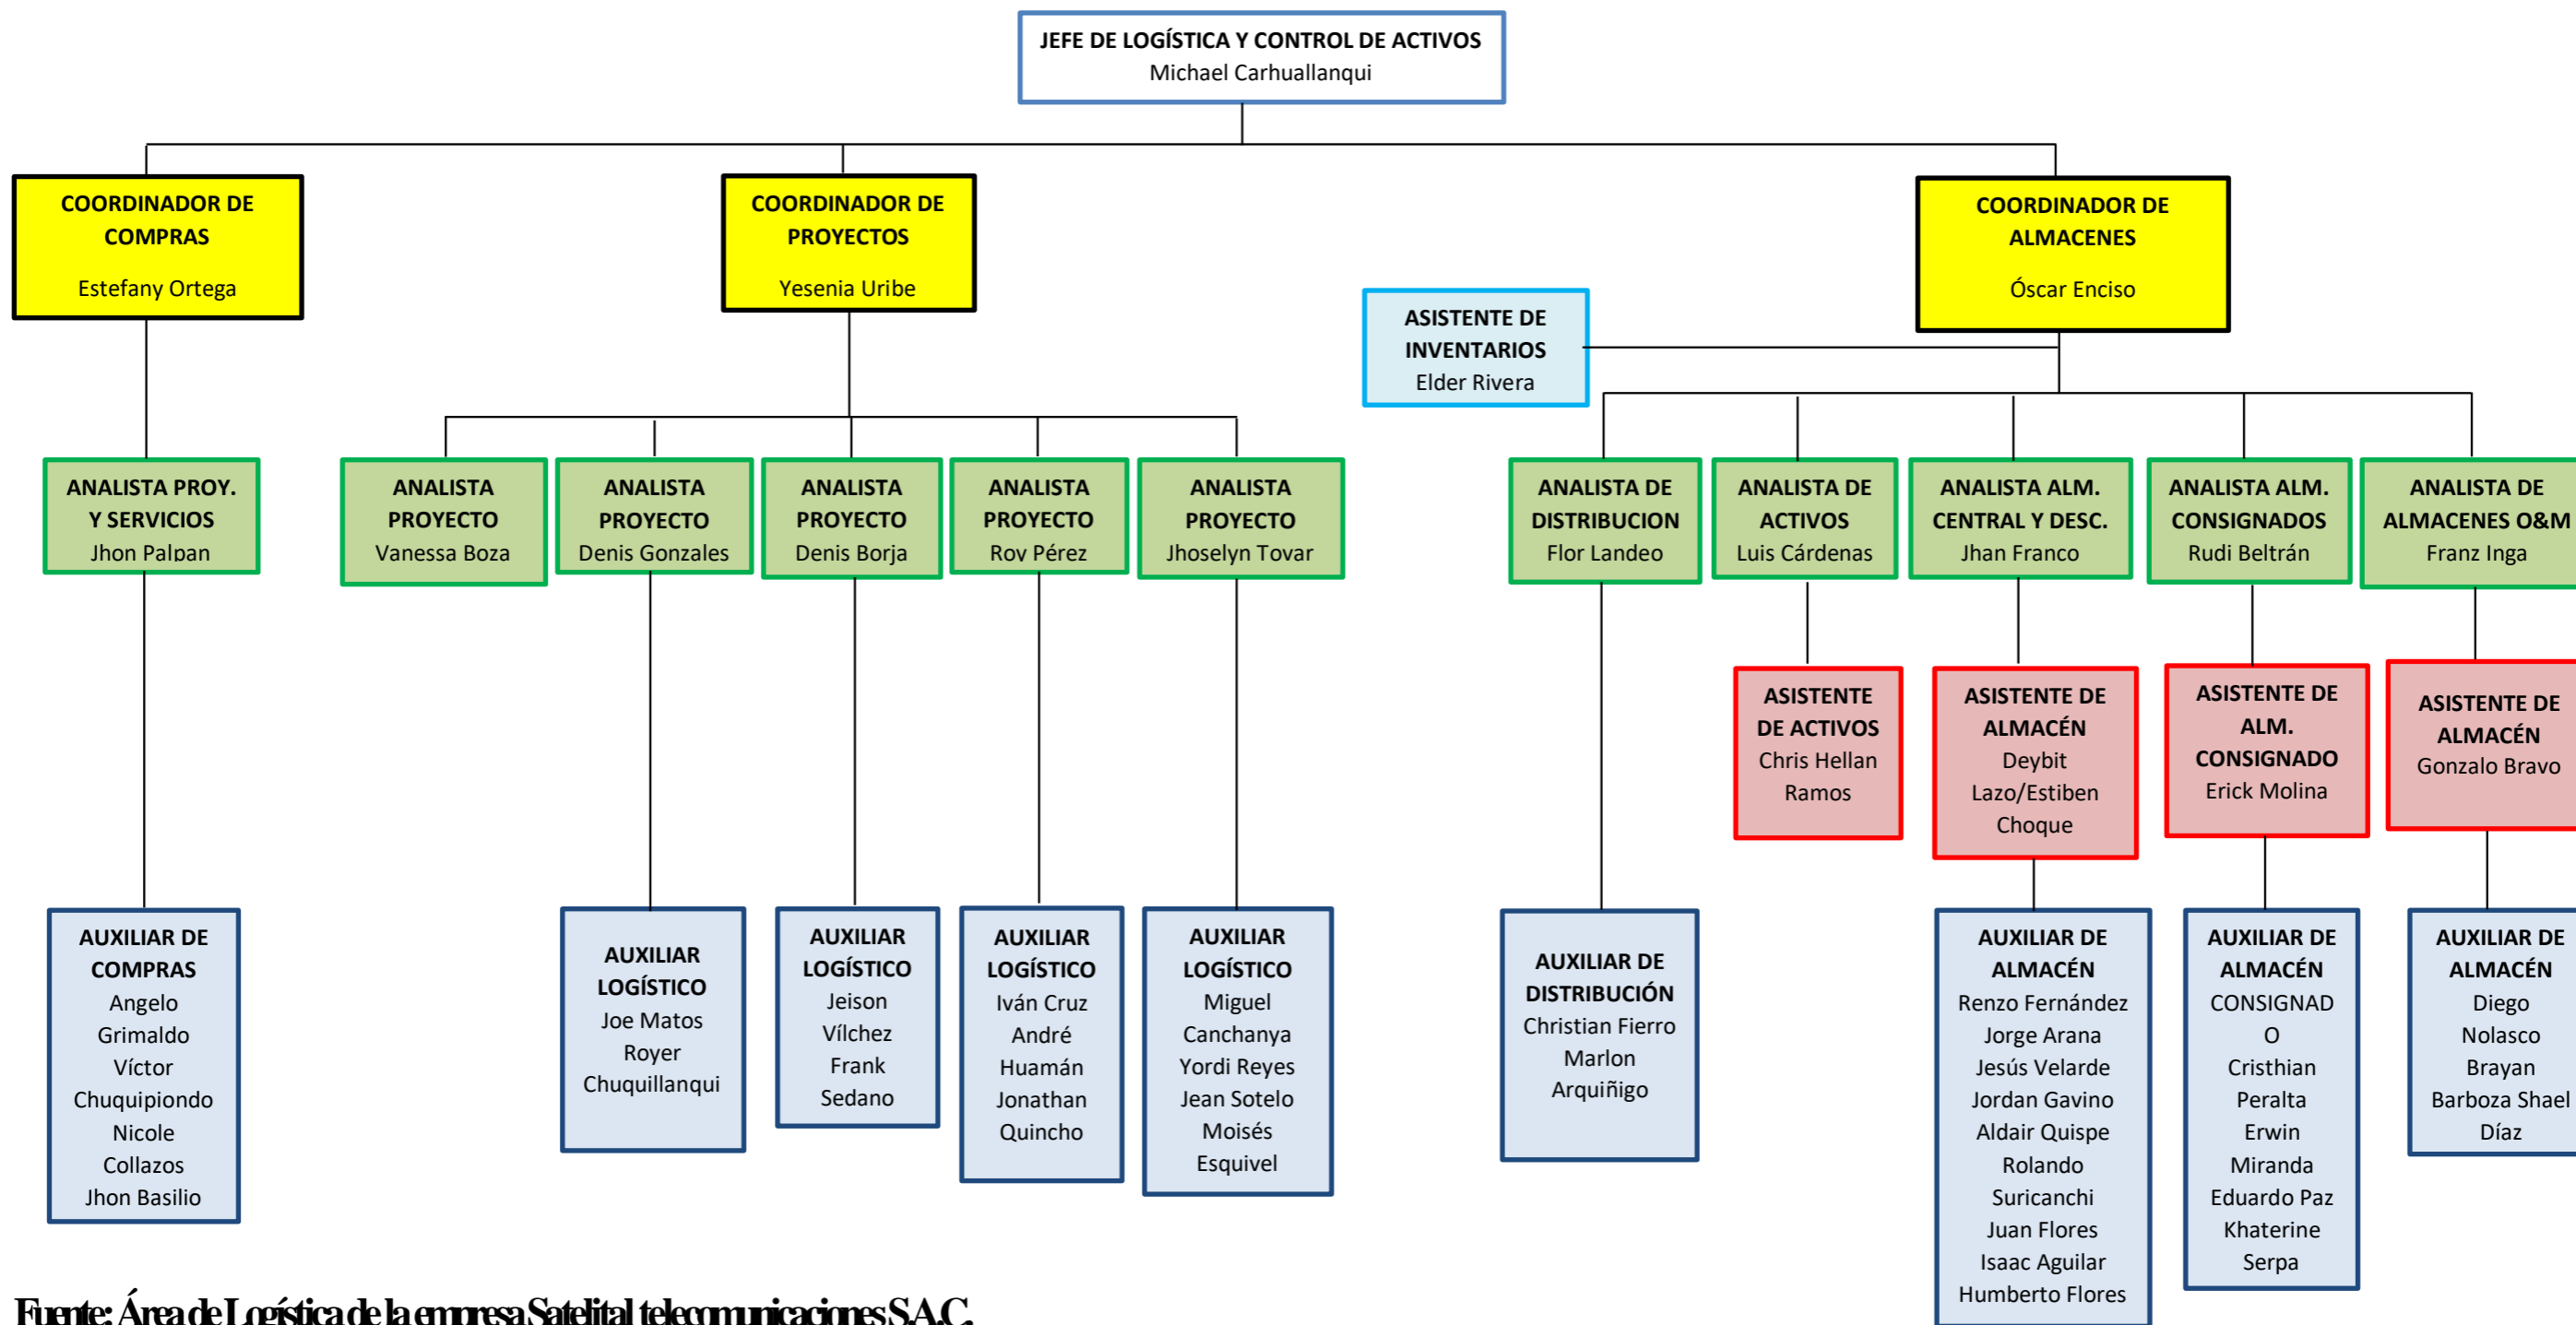 JEFE DE LOGÍSTICA Y CONTROL DE ACTIVOS
Michael Carhuallanqui
COORDINADOR DE
COMPRAS
Estefany Ortega
COORDINADOR DE
PROYECTOS
Yesenia Uribe
COORDINADOR DE
ALMACENES
Óscar Enciso
ASISTENTE DE
INVENTARIOS
Elder Rivera
ANALISTA PROY.
Y SERVICIOS
Jhon Palpan
ANALISTA
PROYECTO
Vanessa Boza
ANALISTA
PROYECTO
Denis Gonzales
ANALISTA
PROYECTO
Denis Borja
ANALISTA
PROYECTO
Roy Pérez
ANALISTA
PROYECTO
Jhoselyn Tovar
ANALISTA DE
DISTRIBUCION
Flor Landeo
ANALISTA DE
ACTIVOS
Luis Cárdenas
ANALISTA ALM.
CENTRAL Y DESC.
Jhan Franco
ANALISTA ALM.
CONSIGNADOS
Rudi Beltrán
ANALISTA DE
ALMACENES O&M
Franz Inga
ASISTENTE
DE ACTIVOS
Chris Hellan
Ramos
ASISTENTE DE
ALMACÉN
Deybit
Lazo/Estiben
Choque
ASISTENTE DE
ALM.
CONSIGNADO
Erick Molina
ASISTENTE DE
ALMACÉN
Gonzalo Bravo
AUXILIAR DE
COMPRAS
Angelo
Grimaldo
Víctor
Chuquipiondo
Nicole
Collazos
Jhon Basilio
AUXILIAR
LOGÍSTICO
Joe Matos
Royer
Chuquillanqui
AUXILIAR
LOGÍSTICO
Jeison
Vílchez
Frank
Sedano
AUXILIAR
LOGÍSTICO
Iván Cruz
André
Huamán
Jonathan
Quincho
AUXILIAR
LOGÍSTICO
Miguel
Canchanya
Yordi Reyes
Jean Sotelo
Moisés
Esquivel
AUXILIAR DE
DISTRIBUCIÓN
Christian Fierro
Marlon
Arquiñigo
AUXILIAR DE
ALMACÉN
Renzo Fernández
Jorge Arana
Jesús Velarde
Jordan Gavino
Aldair Quispe
Rolando
Suricanchi
Juan Flores
Isaac Aguilar
Humberto Flores
AUXILIAR DE
ALMACÉN
CONSIGNAD
O
Cristhian
Peralta
Erwin
Miranda
Eduardo Paz
Khaterine
Serpa
AUXILIAR DE
ALMACÉN
Diego
Nolasco
Brayan
Barboza Shael
Díaz
Fuente: Área de Logística de la empresa Satelital telecomunicaciones S.A.C.